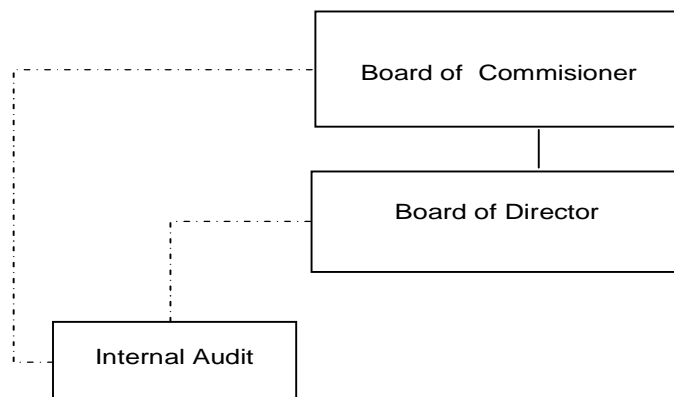 Board of Commisioner
Board of Director
Internal Audit